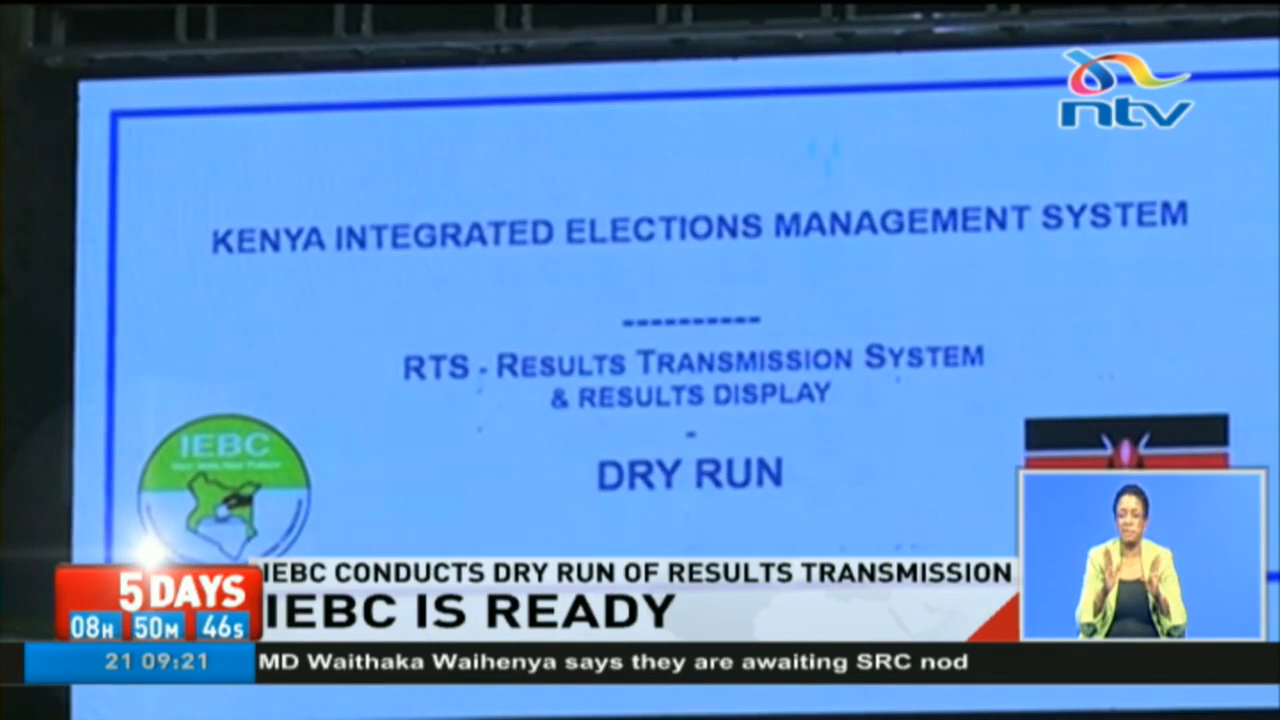 ntv
KENYA INTEGRATED ELECTIONS MANAGEMENT SYSTEM
----------
RTS - RESULTS TRANSMISSION SYSTEM
& RESULTS DISPLAY
-
DRY RUN
IEBC
IEBC CONDUCTS DRY RUN OF RESULTS TRANSMISSION
5 DAYS
IEBC IS READY
08H 50M 46S
21 09:21 MD Waithaka Waihenya says they are awaiting SRC nod